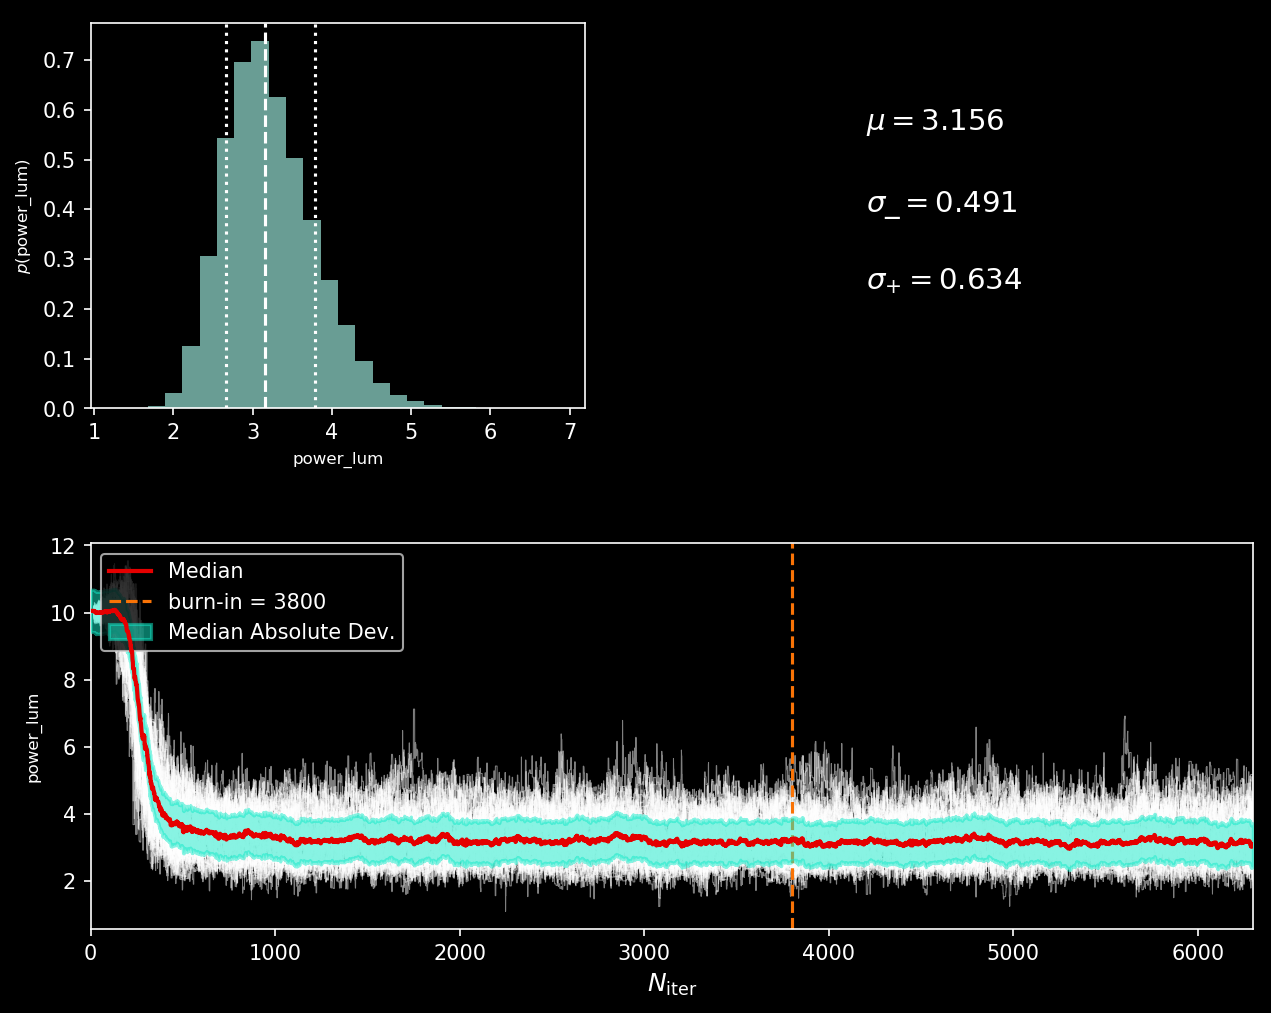 0.7
0.6
0.5
0.4
0.3
0.2
0.1
0.0
p(power_lum)
1 2 3 4 5 6 7
power_lum
μ = 3.156
σ_ = 0.491
σ+ = 0.634
12
10
8
6
4
2
power_lum
Median
burn-in = 3800
Median Absolute Dev.
0 1000 2000 3000 4000 5000 6000
Niter